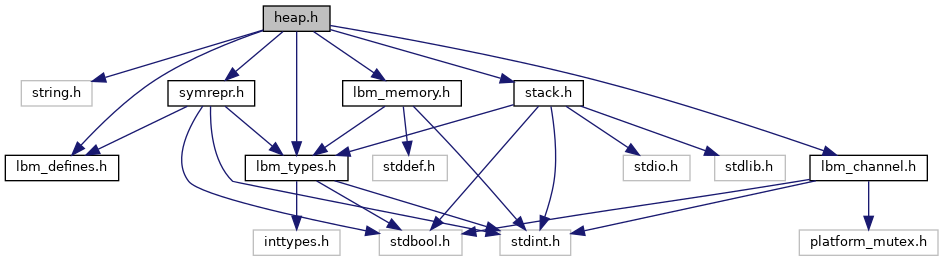 heap.h
string.h
symrepr.h
lbm_memory.h
stack.h
lbm_defines.h
lbm_types.h
stddef.h
stdio.h
stdlib.h
lbm_channel.h
inttypes.h
stdbool.h
stdint.h
platform_mutex.h